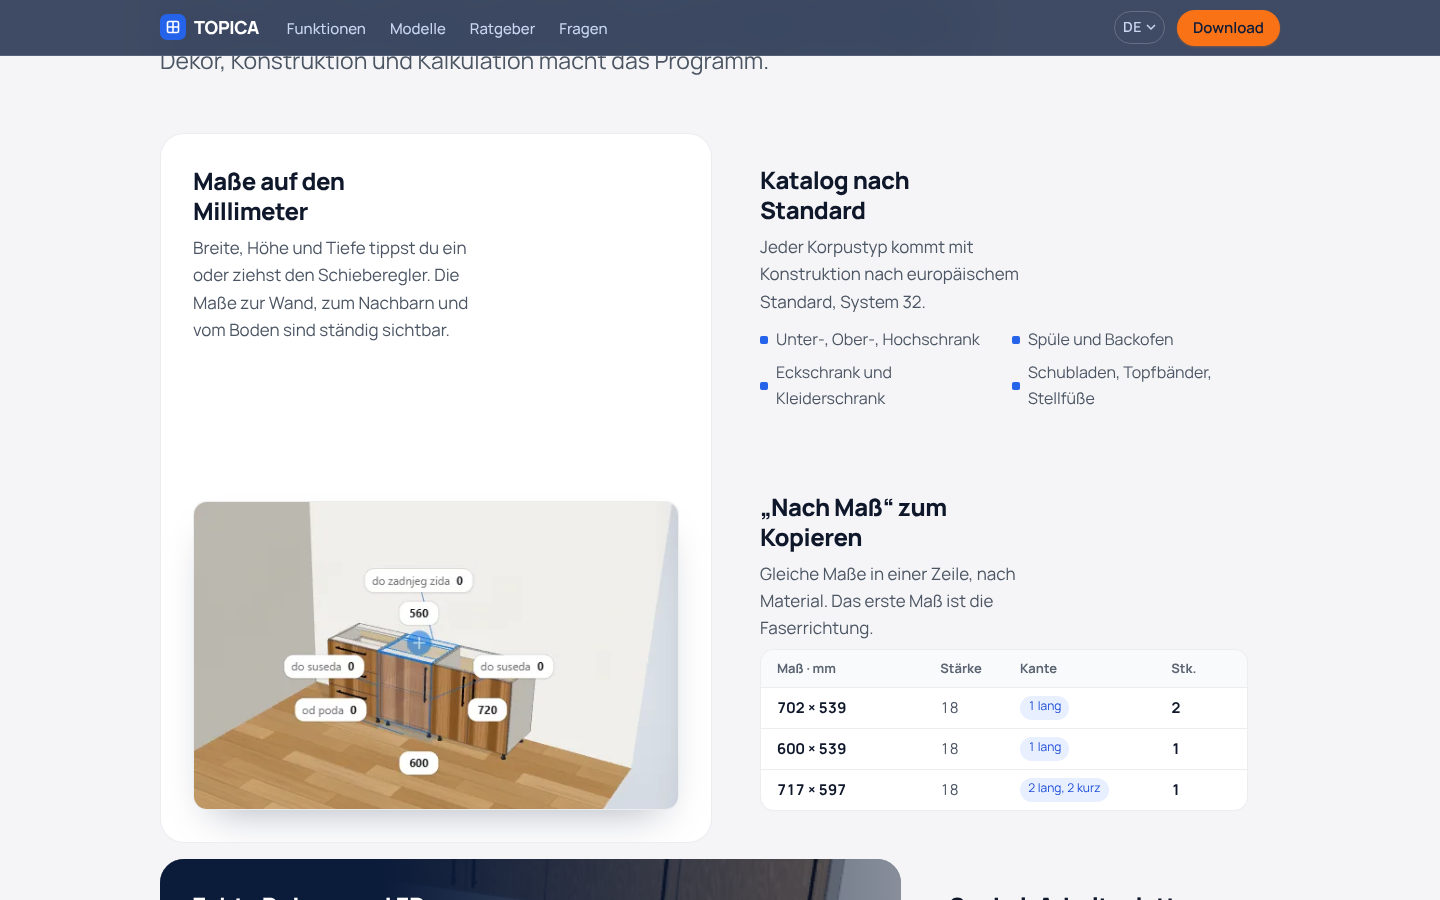 TOPICA
Funktionen
Modelle
Ratgeber
Fragen
DE
Download
Dekor, Konstruktion und Kalkulation macht das Programm.
Maße auf den
Millimeter
Breite, Höhe und Tiefe tippst du ein
oder ziehst den Schieberegler. Die
Maße zur Wand, zum Nachbarn und
vom Boden sind ständig sichtbar.
do zadnjeg zida 0
560
do suseda 0
do suseda 0
od poda 0
720
600
Katalog nach
Standard
Jeder Korpustyp kommt mit
Konstruktion nach europäischem
Standard, System 32.
Unter-, Ober-, Hochschrank
Spüle und Backofen
Eckschrank und
Kleiderschrank
Schubladen, Topfbänder,
Stellfüße
„Nach Maß“ zum
Kopieren
Gleiche Maße in einer Zeile, nach
Material. Das erste Maß ist die
Faserrichtung.
Maß · mm Stärke Kante Stk.
702 × 539 18 1 lang 2
600 × 539 18 1 lang 1
717 × 597 18 2 lang, 2 kurz 1